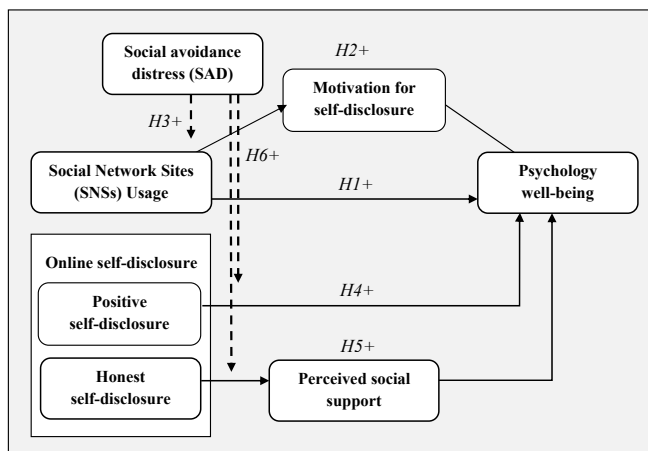 H2+
Social avoidance
distress (SAD)
Motivation for
self-disclosure
H3+
H6+
Social Network Sites
(SNSs) Usage
H1+
Psychology
well-being
Online self-disclosure
Positive
self-disclosure
H4+
H5+
Honest
self-disclosure
Perceived social
support